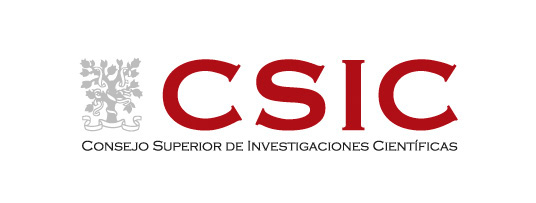 CSIC
CONSEJO SUPERIOR DE INVESTIGACIONES CIENTÍFICAS